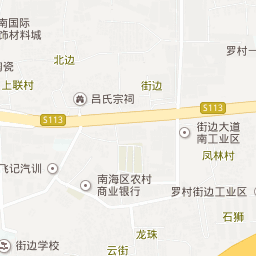 南国际
饰材料城
罗村一
北边
陶瓷
上联村
街边
吕氏宗祠
S113
S113
街边大道
南工业区
凤林村
飞记汽训
南海区农村
商业银行
罗村街边工业区
石狮
龙珠
街边学校
云街